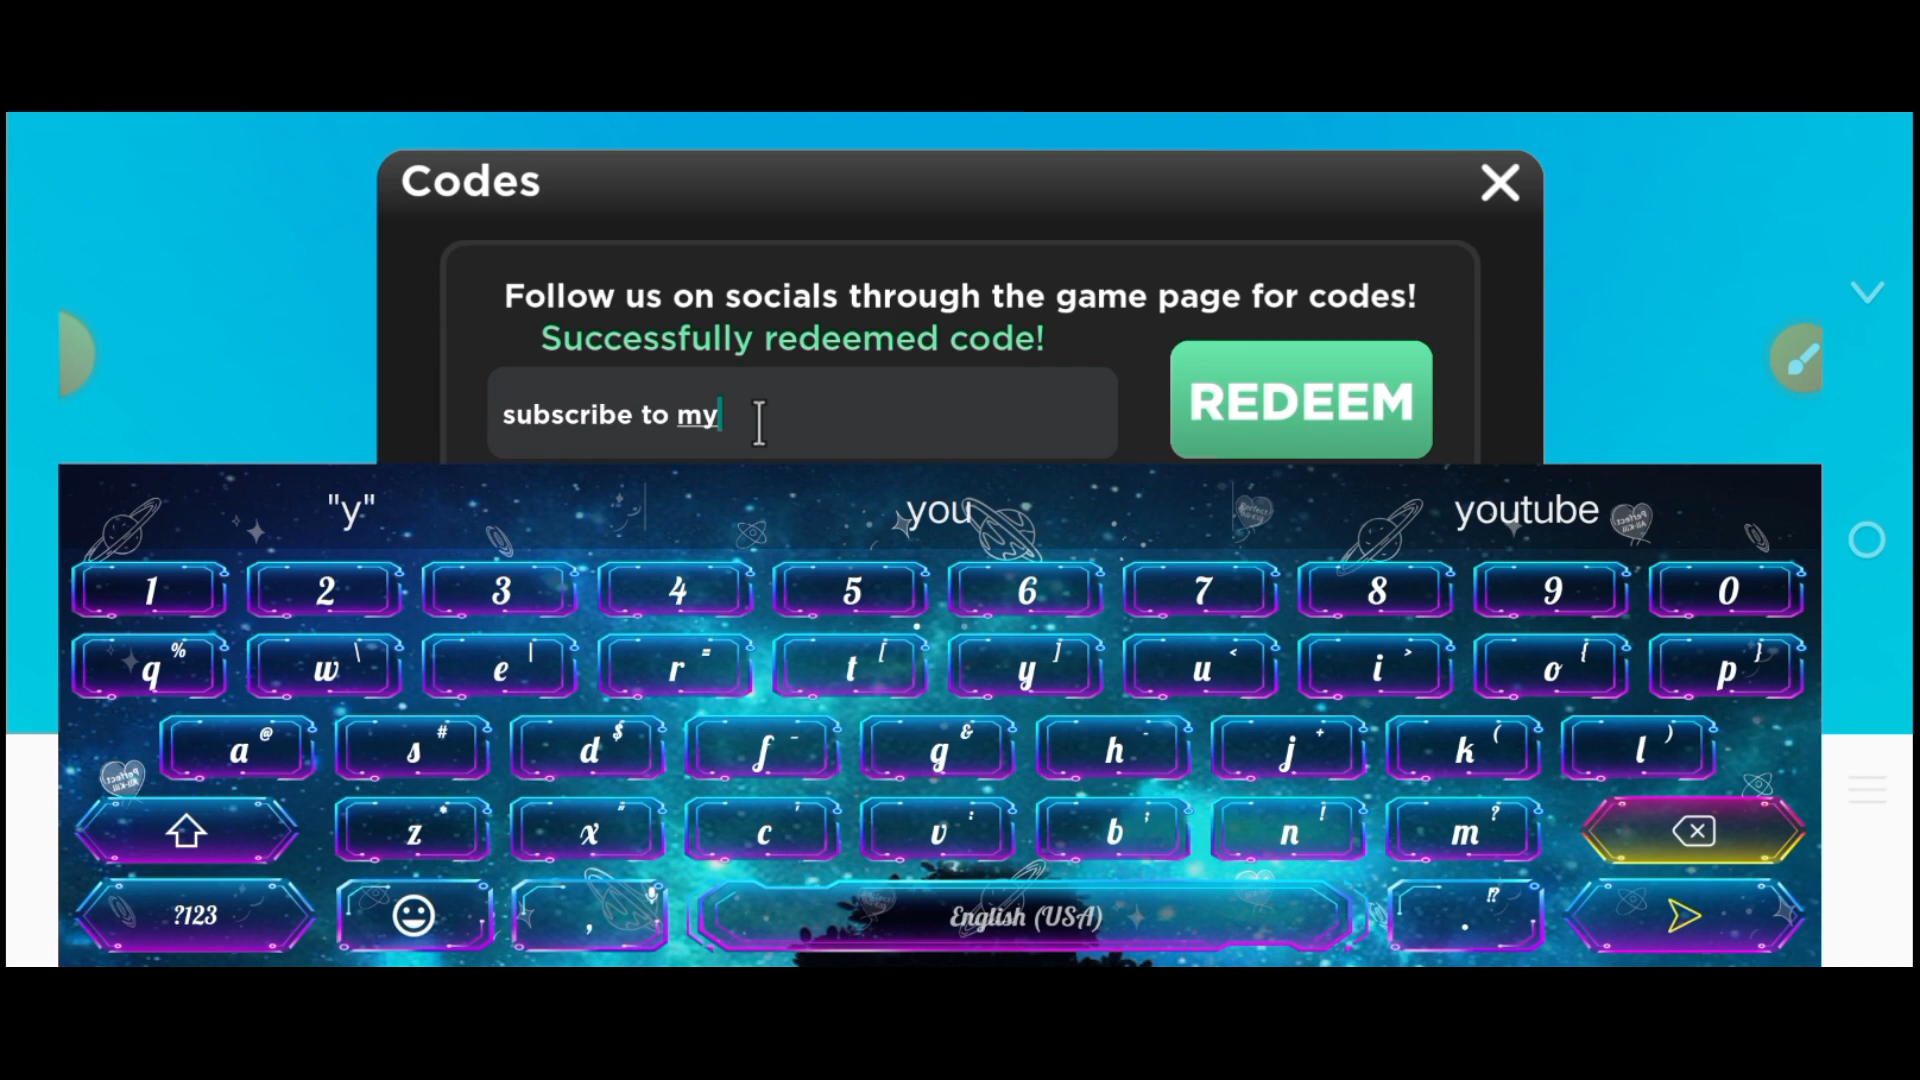 Codes
Follow us on socials through the game page for codes!
Successfully redeemed code!
subscribe to my
REDEEM
"y" you youtube
1 2 3 4 5 6 7 8 9 0
q % w \ e | r = t [ y ] u < i > o { p }
a @ s # d $ f - g & h - j + k ( l )
z * x " c ' v : b ; n ! m ?
?123 , English (USA) . !?